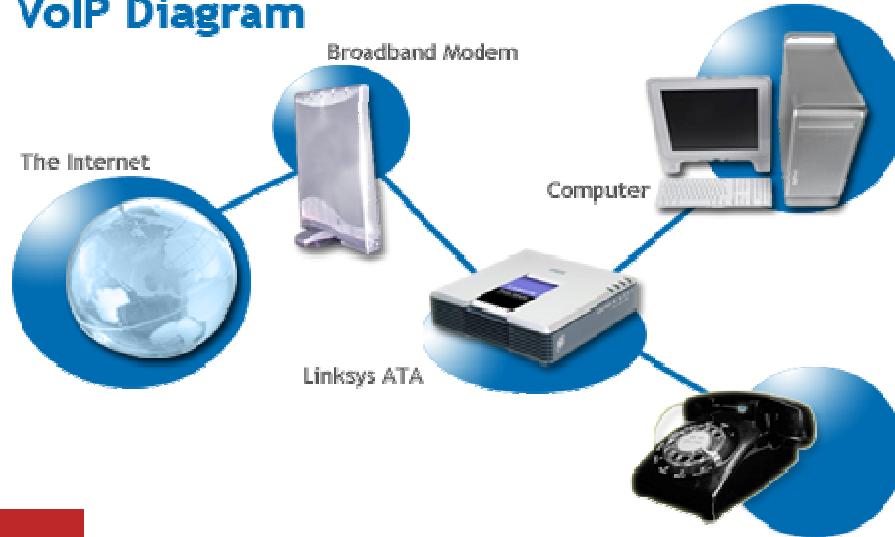 VoIP Diagram
Broadband Modem
The Internet
Computer
Linksys ATA